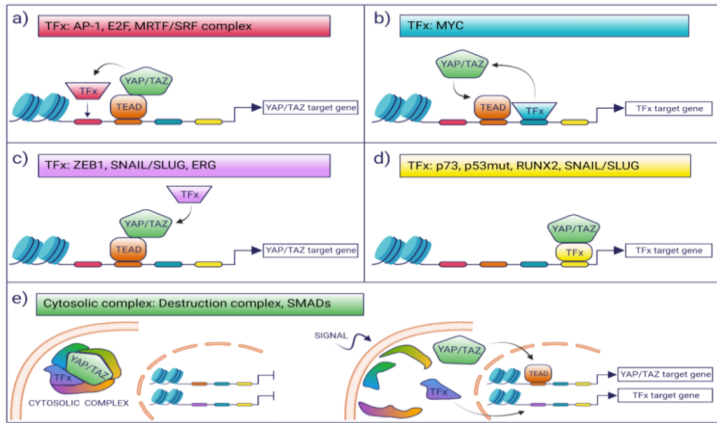 a)
TFx: AP-1, E2F, MRTF/SRF complex
YAP/TAZ
TFx
TEAD
YAP/TAZ target gene
b)
TFx: MYC
YAP/TAZ
TEAD
TFx
TFx target gene
c)
TFx: ZEB1, SNAIL/SLUG, ERG
TFx
YAP/TAZ
TEAD
YAP/TAZ target gene
d)
TFx: p73, p53mut, RUNX2, SNAIL/SLUG
YAP/TAZ
TFx
TFx target gene
e)
Cytosolic complex: Destruction complex, SMADs
YAP/TAZ
TFx
CYTOSOLIC COMPLEX
SIGNAL
YAP/TAZ
TFx
TEAD
YAP/TAZ target gene
TFx target gene